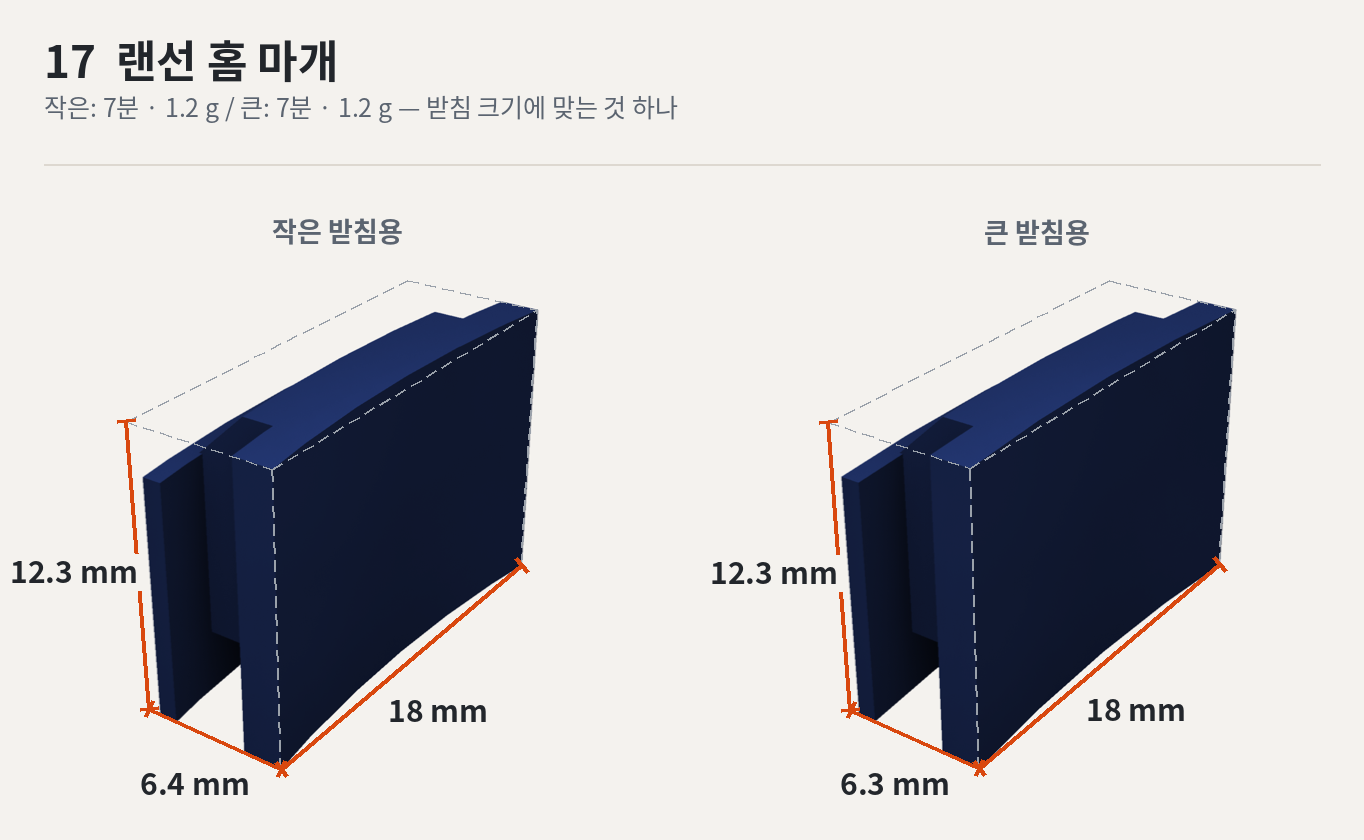 17 랜선 홈 마개
작은: 7분 · 1.2 g / 큰: 7분 · 1.2 g — 받침 크기에 맞는 것 하나
작은 받침용
큰 받침용
12.3 mm
18 mm
6.4 mm
12.3 mm
18 mm
6.3 mm